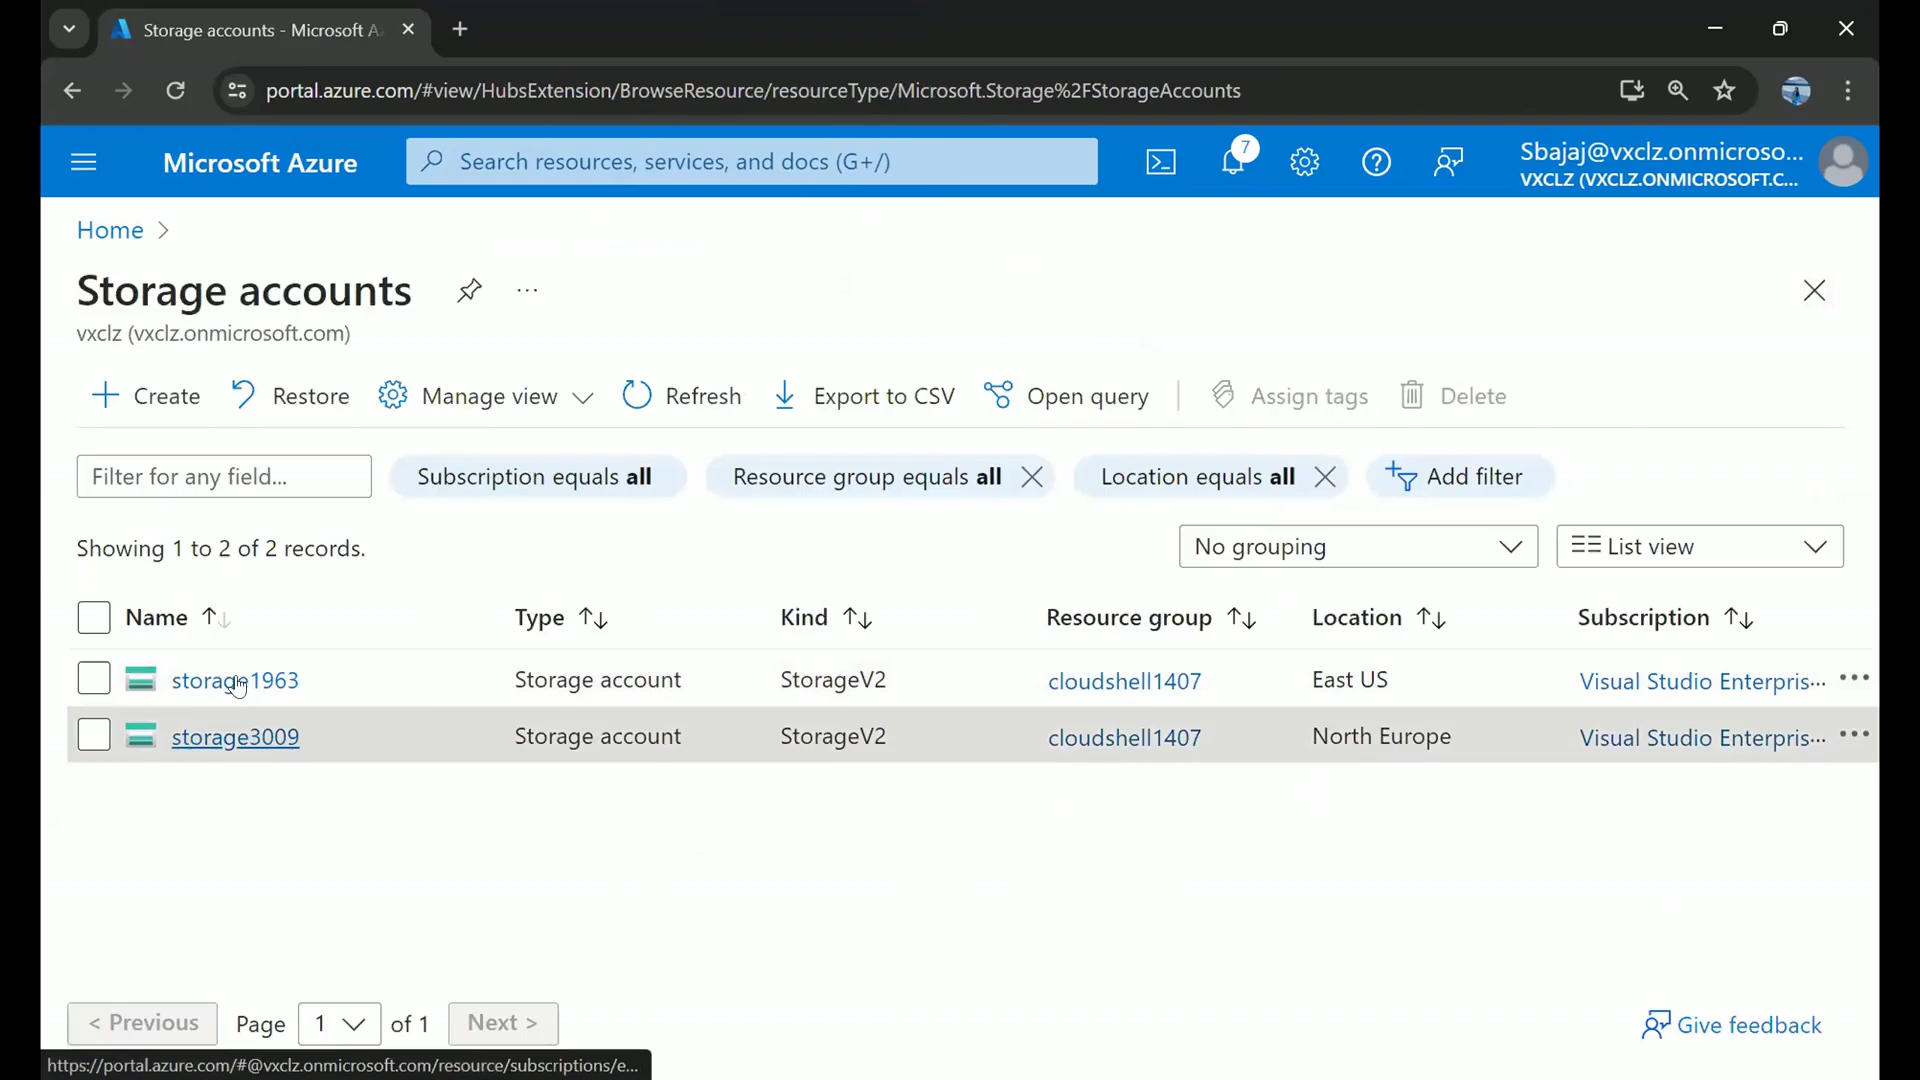 Storage accounts - Microsoft A
portal.azure.com/#view/HubsExtension/BrowseResource/resourceType/Microsoft.Storage%2FStorageAccounts
Microsoft Azure
Search resources, services, and docs (G+/)
7
Sbajaj@vxclz.onmicroso...
VXCLZ (VXCLZ.ONMICROSOFT.C...
Home
Storage accounts
vxclz (vxclz.onmicrosoft.com)
Create Restore Manage view Refresh Export to CSV Open query Assign tags Delete
Filter for any field... Subscription equals all Resource group equals all Location equals all Add filter
Showing 1 to 2 of 2 records. No grouping List view
Name Type Kind Resource group Location Subscription
storage1963 Storage account StorageV2 cloudshell1407 East US Visual Studio Enterpris...
storage3009 Storage account StorageV2 cloudshell1407 North Europe Visual Studio Enterpris...
< Previous Page 1 of 1 Next > Give feedback
https://portal.azure.com/#@vxclz.onmicrosoft.com/resource/subscriptions/e...